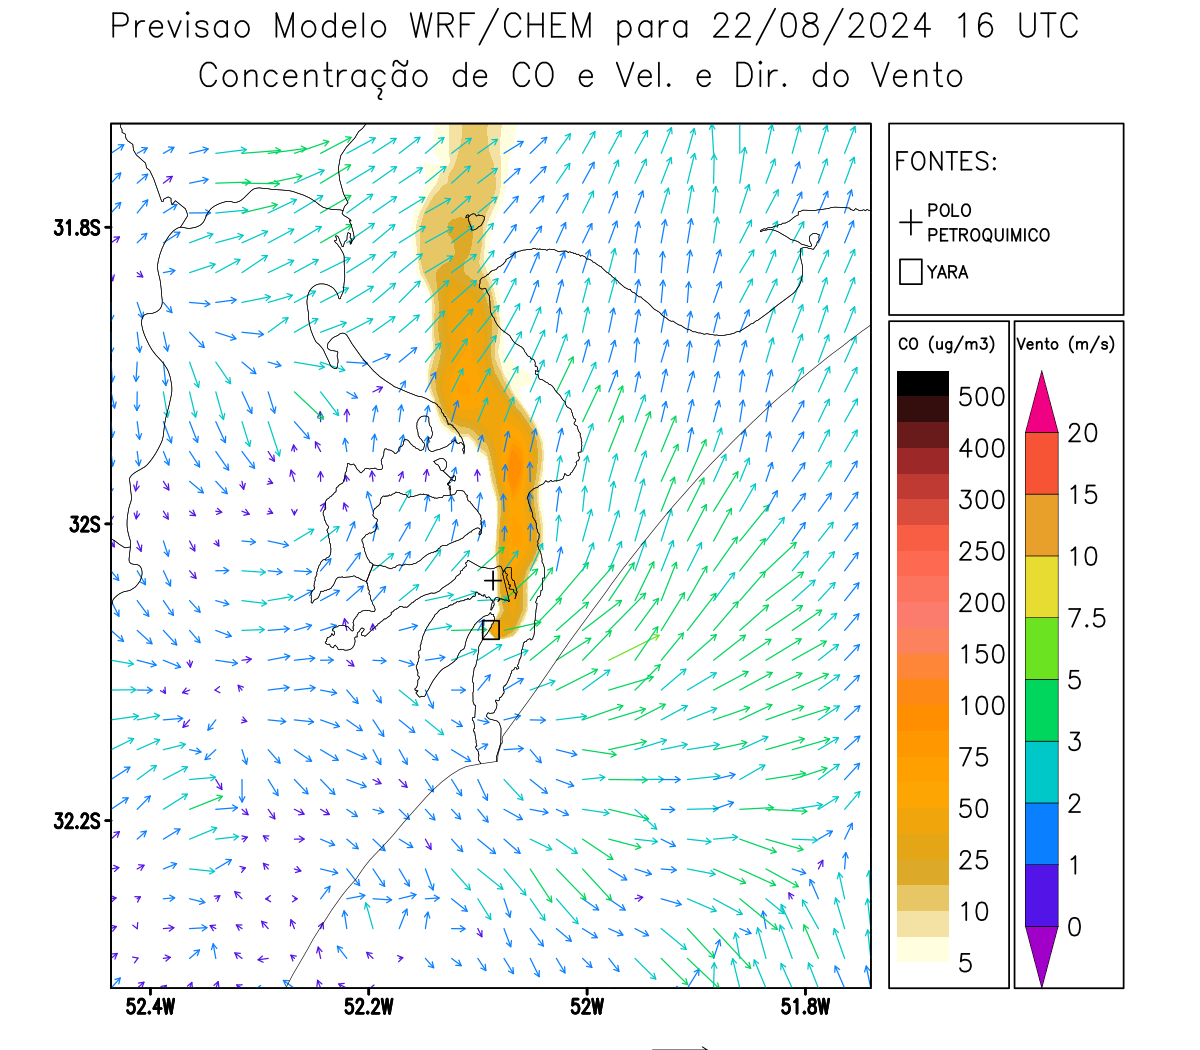 Previsao Modelo WRF/CHEM para 22/08/2024 16 UTC
Concentração de CO e Vel. e Dir. do Vento
FONTES:
POLO
PETROQUIMICO
YARA
CO (ug/m3)
500
400
300
250
200
150
100
75
50
25
10
5
Vento (m/s)
20
15
10
7.5
5
3
2
1
0
31.8S
32S
32.2S
52.4W
52.2W
52W
51.8W